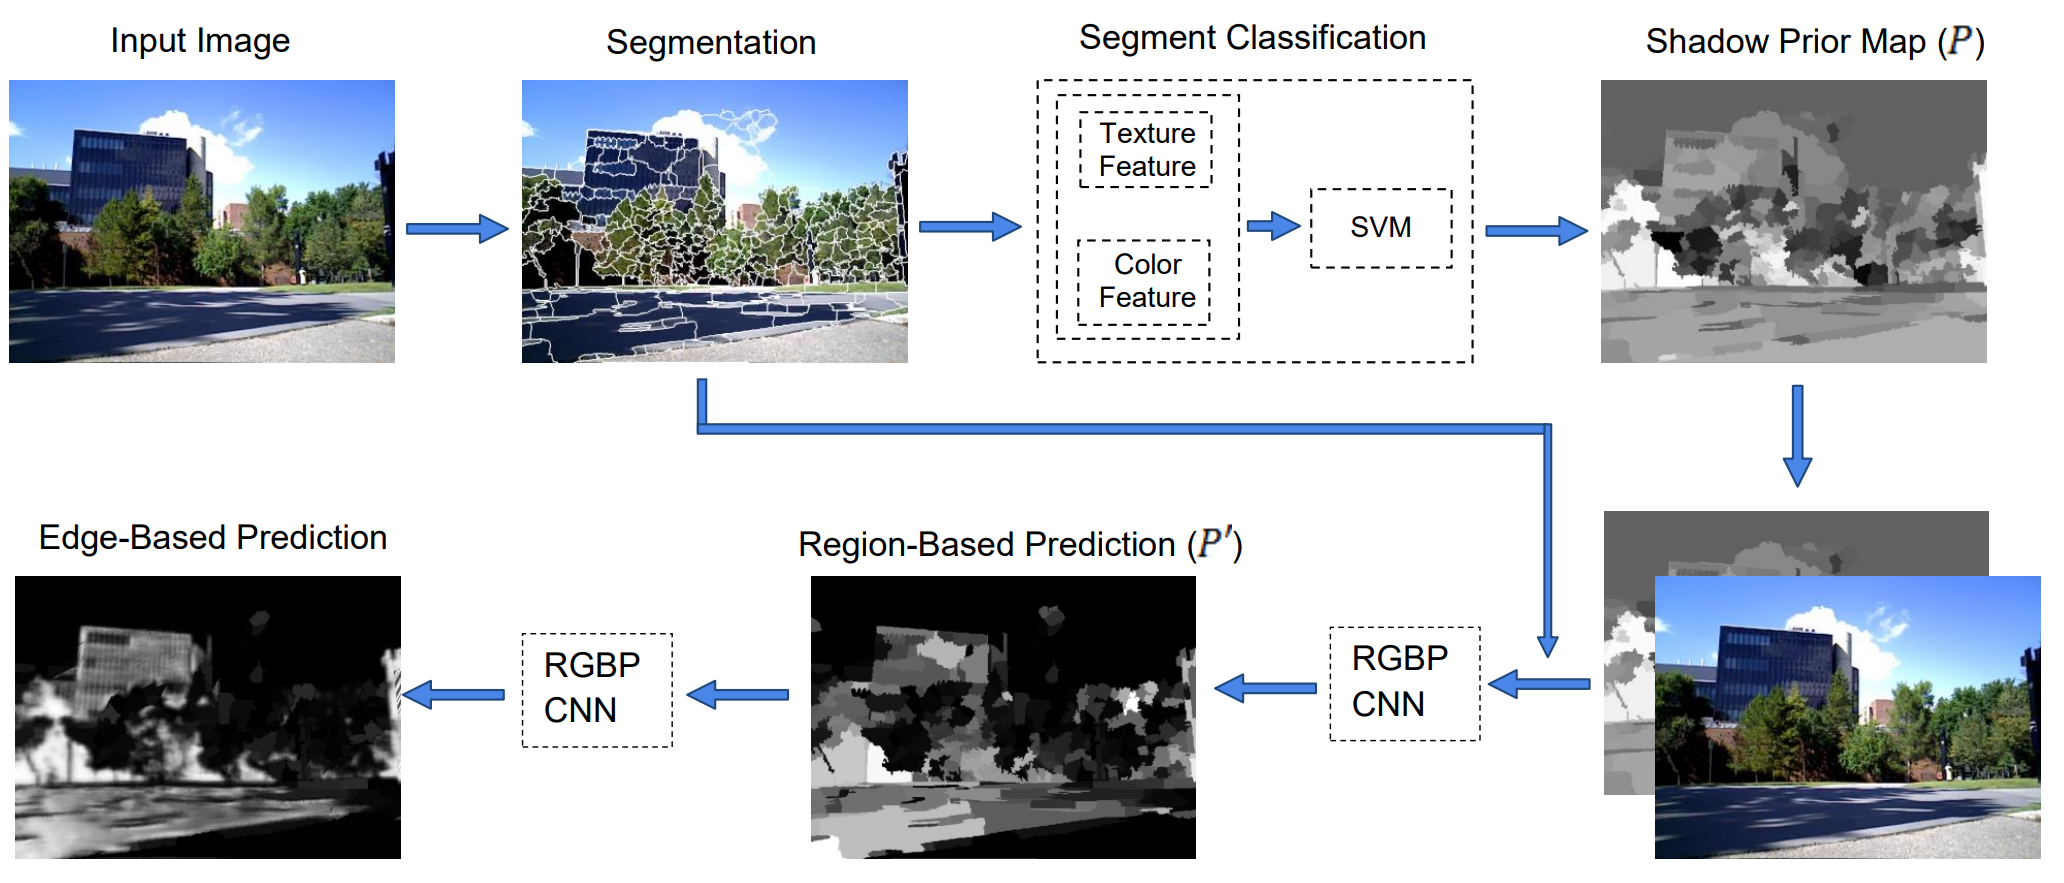 Input Image
Segmentation
Segment Classification
Shadow Prior Map (P)
Texture
Feature
Color
Feature
SVM
Edge-Based Prediction
Region-Based Prediction (P′)
RGBP
CNN
RGBP
CNN